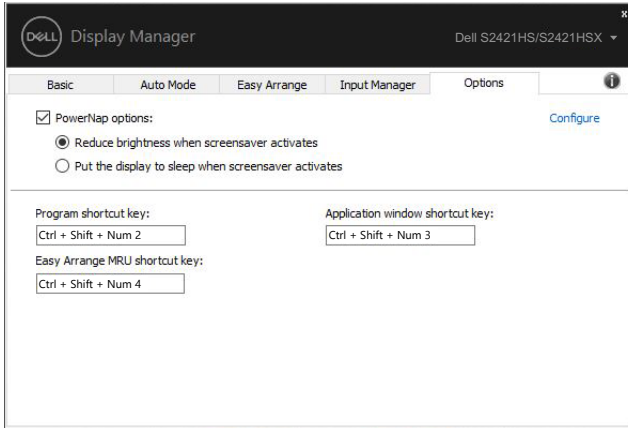 x
DELL Display Manager Dell S2421HS/S2421HSX
Basic Auto Mode Easy Arrange Input Manager Options i
PowerNap options: Configure
Reduce brightness when screensaver activates
Put the display to sleep when screensaver activates
Program shortcut key: Application window shortcut key:
Ctrl + Shift + Num 2 Ctrl + Shift + Num 3
Easy Arrange MRU shortcut key:
Ctrl + Shift + Num 4